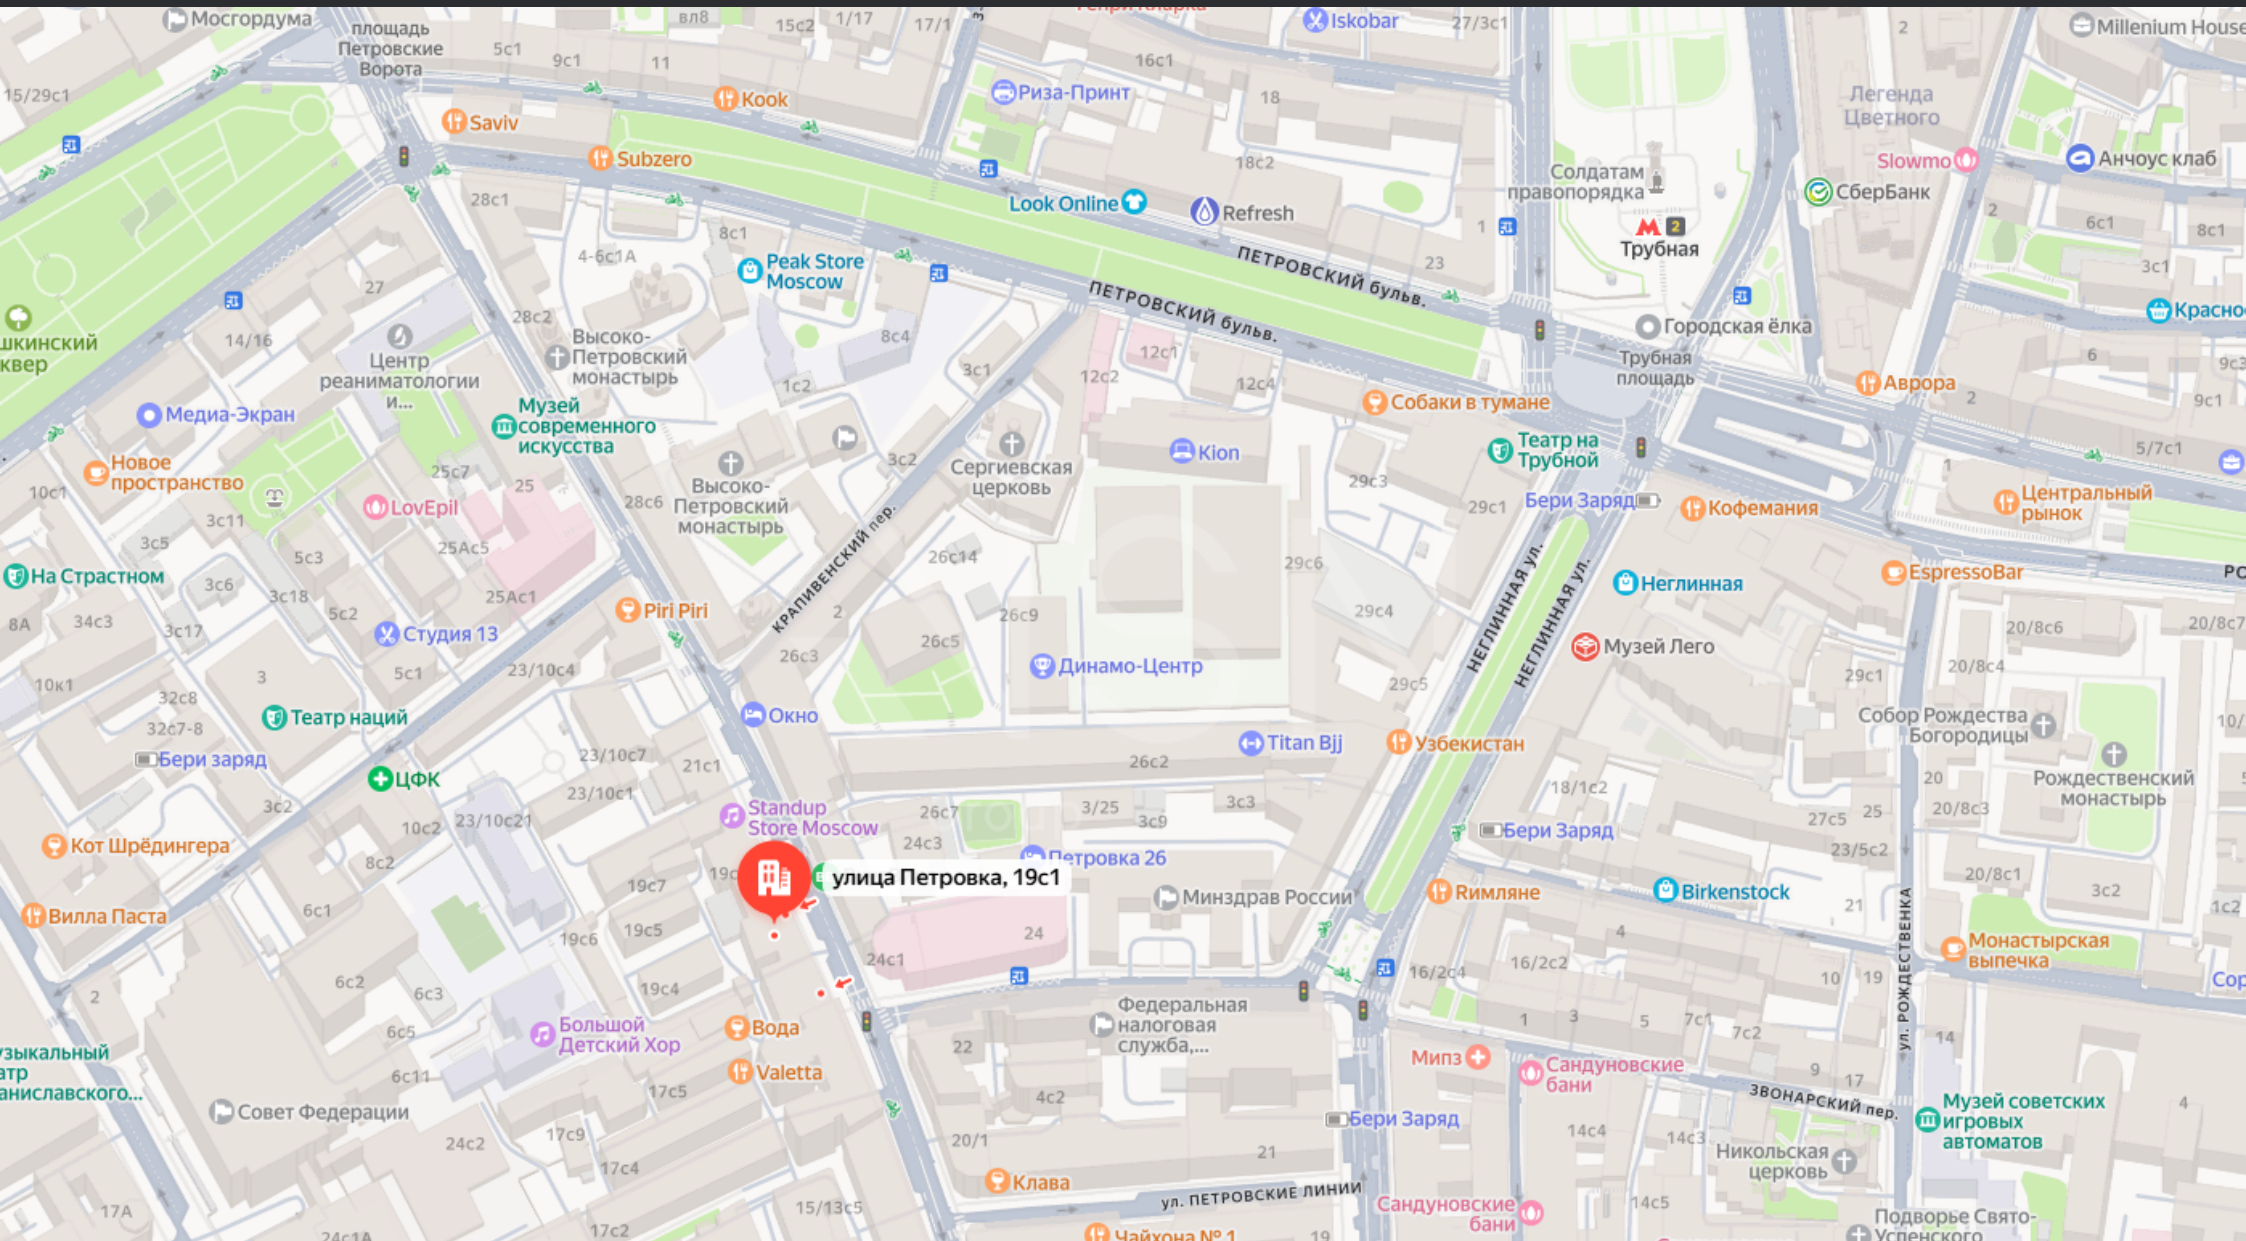 Мосгордума
площадь
Петровские
Ворота
5с1
9с1
11
вл8
15с2
1/17
17/1
Iskobar
27/3с1
2
Millenium House
15/29с1
Saviv
Kook
Subzero
Риза-Принт
16с1
18
18с2
Легенда
Цветного
Slowmo
Анчоус клаб
СберБанк
Солдатам
правопорядка
Трубная
2
1
23
2
6с1
8с1
3с1
Красно
28с1
4-6с1А
8с1
Look Online
Refresh
Peak Store
Moscow
ПЕТРОВСКИЙ бульв.
ПЕТРОВСКИЙ бульв.
Городская ёлка
Трубная
площадь
6
9с3
9с1
5/7с1
Аврора
2
1
27
14/16
28с2
шкинский
квер
Центр
реаниматологии
и...
Высоко-
Петровский
монастырь
8с4
1с2
3с1
12с2
12с1
12с4
Собаки в тумане
Медиа-Экран
Музей
современного
искусства
Новое
пространство
10с1
3с11
3с5
25с7
25
LovEpil
28с6
Высоко-
Петровский
монастырь
3с2
Сергиевская
церковь
Kion
29с3
29с1
Театр на
Трубной
Бери Заряд
Кофемания
Центральный
рынок
EspressoBar
На Страстном
8А
34с3
3с6
3с18
3с17
5с3
5с2
25Ас5
25Ас1
Студия 13
5с1
23/10с4
Piri Piri
КРАПИВЕНСКИЙ пер.
2
26с3
26с14
26с9
26с5
29с6
29с4
29с5
Динамо-Центр
НЕГЛИННАЯ ул.
НЕГЛИННАЯ ул.
Неглинная
Музей Лего
29с1
20/8с6
20/8с7
20/8с4
10к1
32с8
32с7-8
3
Театр наций
Бери заряд
ЦФК
3с2
Окно
23/10с7
21с1
23/10с1
23/10с21
10с2
8с2
Titan Bjj
26с2
Узбекистан
18/1с2
Собор Рождества
Богородицы
Рождественский
монастырь
10/
20
20/8с3
25
27с5
23/5с2
20/8с1
3с2
1с2
Кот Шрёдингера
Вилла Паста
6с1
Standup
Store Moscow
26с7
24с3
3/25
3с9
3с3
Петровка 26
улица Петровка, 19с1
Минздрав России
Бери Заряд
Римляне
Birkenstock
21
4
16/2с4
16/2с2
10
19
ул. РОЖДЕСТВЕНКА
Монастырская
выпечка
19с7
19с5
19с6
19с4
24
24с1
2
6с2
6с3
6с5
6с11
Большой
Детский Хор
Вода
Valetta
17с5
22
Федеральная
налоговая
служба,...
4с2
1
3
5
7с1
7с2
14
9
17
Мипз
Сандуновские
бани
ЗВОНАРСКИЙ пер.
Музей советских
игровых
автоматов
4
узыкальный
атр
аниславского...
Совет Федерации
24с2
17с9
17с4
17с2
20/1
21
Клава
ул. ПЕТРОВСКИЕ ЛИНИИ
Бери Заряд
14с4
14с3
14с5
Никольская
церковь
Сандуновские
бани
Подворье Свято-
Успенского
17А
24с1А
15/13с5
Чайхона № 1
19